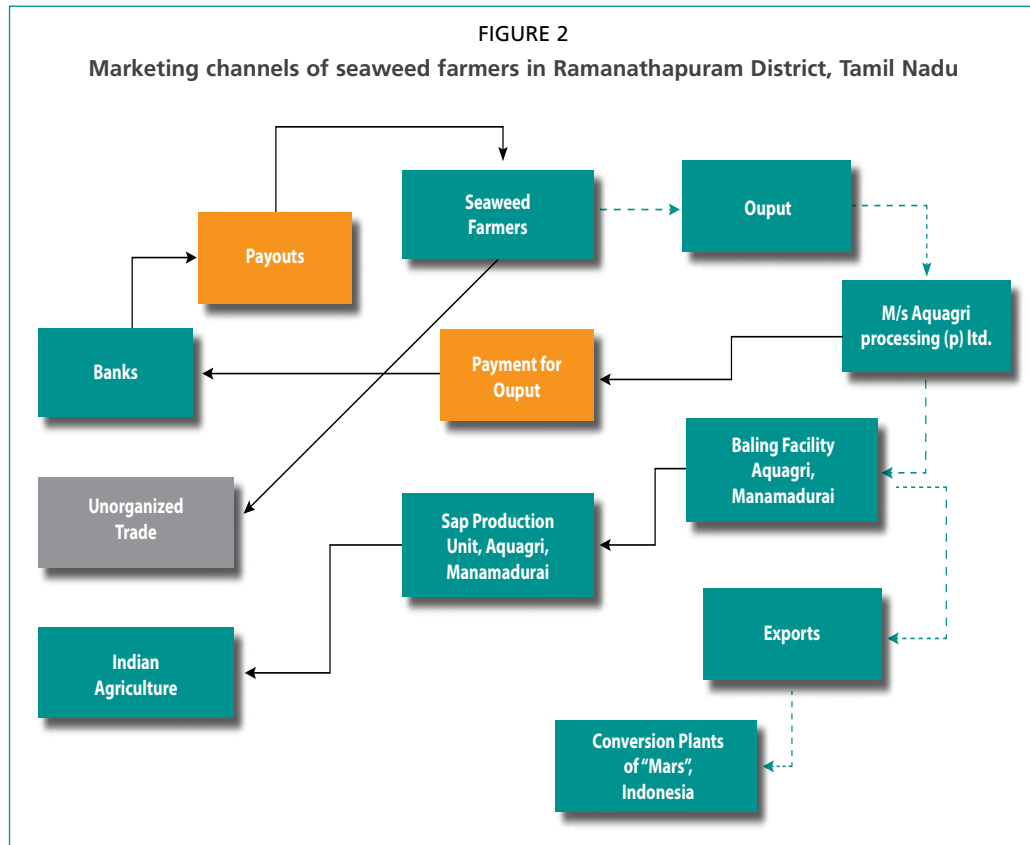 FIGURE 2
Marketing channels of seaweed farmers in Ramanathapuram District, Tamil Nadu
Seaweed
Farmers
Ouput
Payouts
M/s Aquagri
processing (p) ltd.
Banks
Payment for
Ouput
Baling Facility
Aquagri,
Manamadurai
Unorganized
Trade
Sap Production
Unit, Aquagri,
Manamadurai
Exports
Indian
Agriculture
Conversion Plants
of “Mars”,
Indonesia